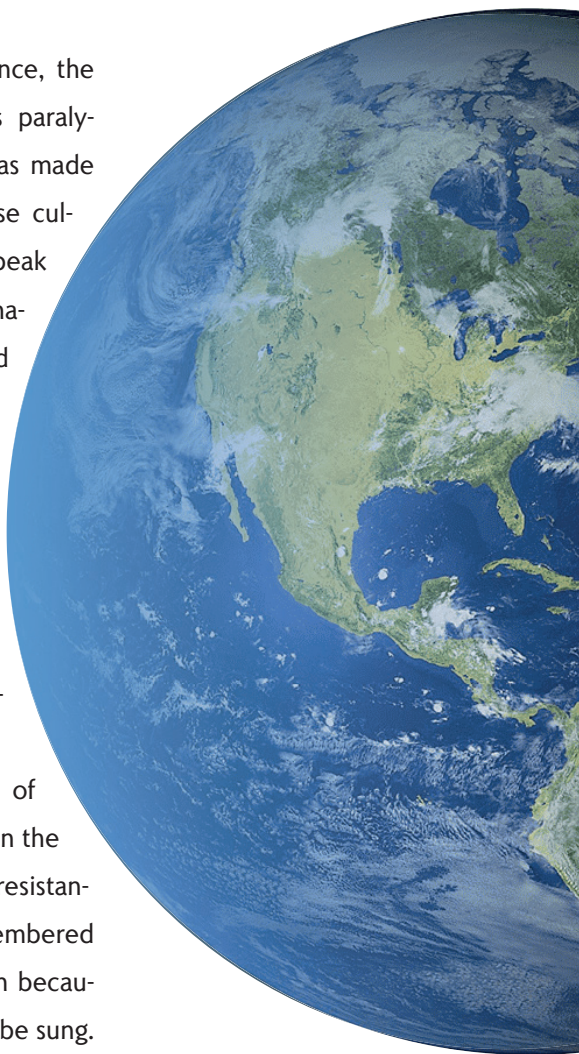 nce, the
s paraly-
as made
se cul-
peak
na-
d
-
of
n the
resistan-
embered
n becau-
be sung.